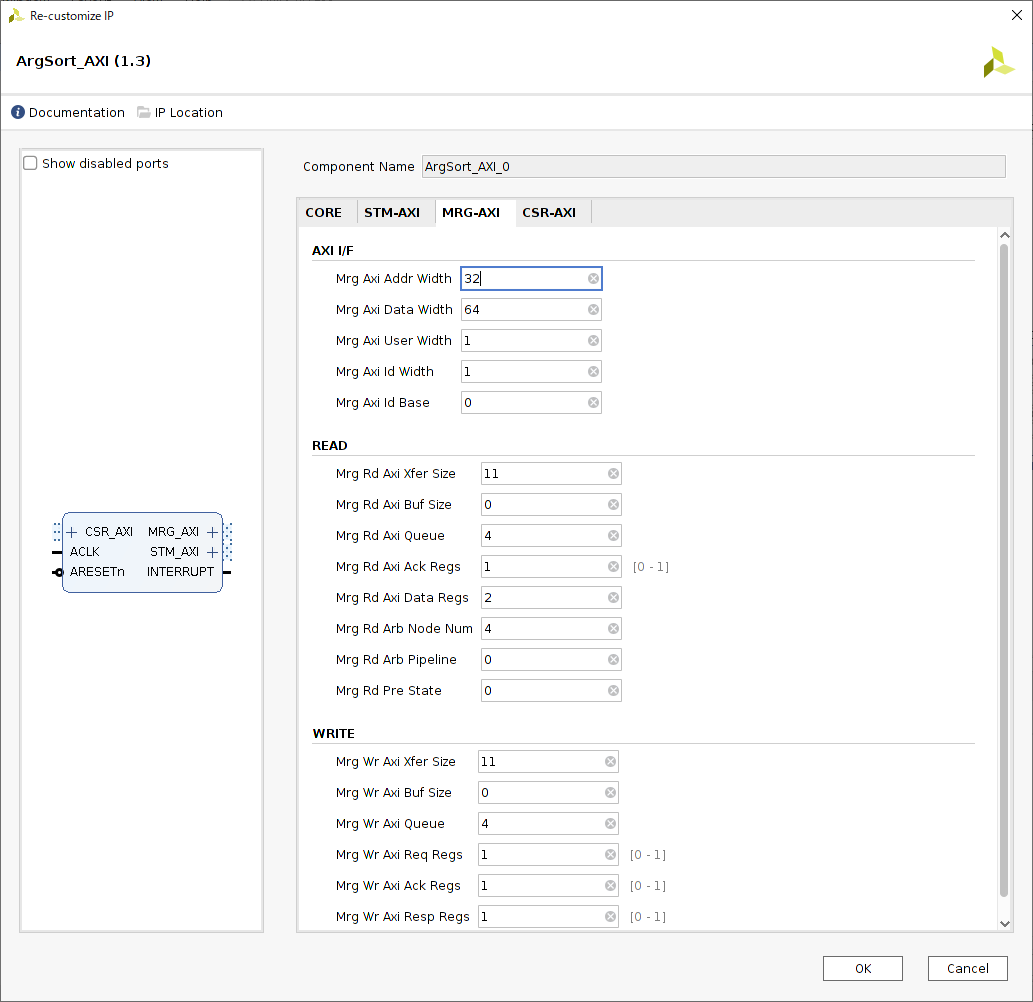 Re-customize IP
ArgSort_AXI (1.3)
Documentation IP Location
Show disabled ports
CSR_AXI MRG_AXI
ACLK STM_AXI
ARESETn INTERRUPT
Component Name ArgSort_AXI_0
CORE STM-AXI MRG-AXI CSR-AXI
AXI I/F
Mrg Axi Addr Width 32
Mrg Axi Data Width 64
Mrg Axi User Width 1
Mrg Axi Id Width 1
Mrg Axi Id Base 0
READ
Mrg Rd Axi Xfer Size 11
Mrg Rd Axi Buf Size 0
Mrg Rd Axi Queue 4
Mrg Rd Axi Ack Regs 1 [0 - 1]
Mrg Rd Axi Data Regs 2
Mrg Rd Arb Node Num 4
Mrg Rd Arb Pipeline 0
Mrg Rd Pre State 0
WRITE
Mrg Wr Axi Xfer Size 11
Mrg Wr Axi Buf Size 0
Mrg Wr Axi Queue 4
Mrg Wr Axi Req Regs 1 [0 - 1]
Mrg Wr Axi Ack Regs 1 [0 - 1]
Mrg Wr Axi Resp Regs 1 [0 - 1]
OK Cancel